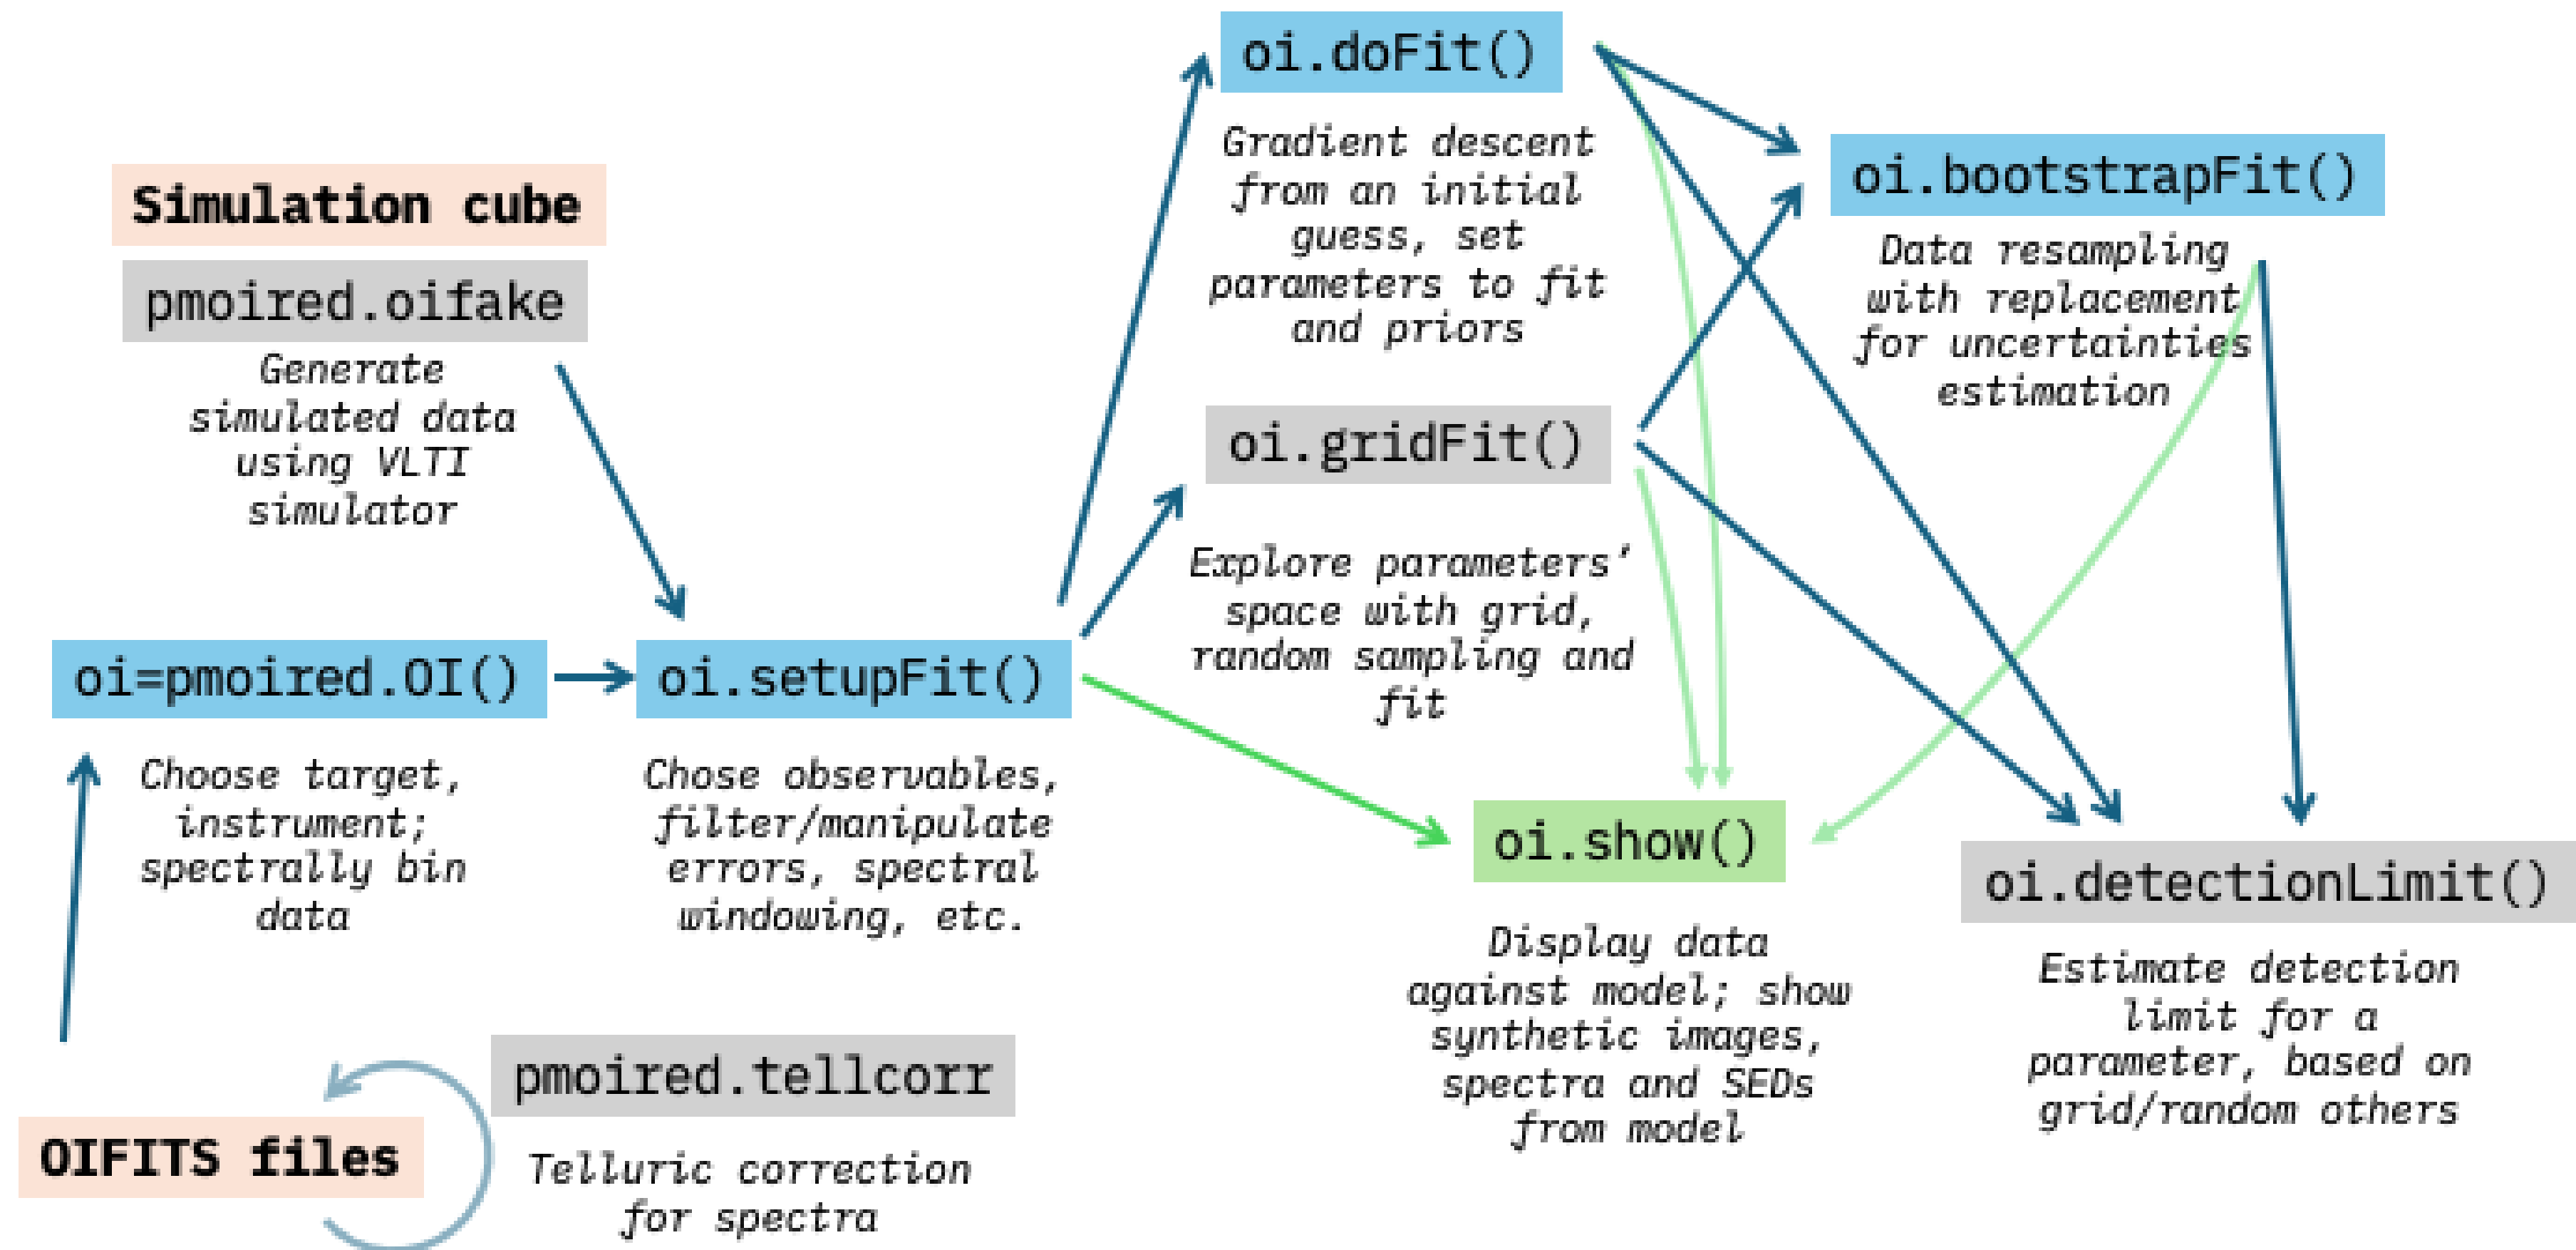 Simulation cube
pmoired.oifake
Generate
simulated data
using VLTI
simulator
oi=pmoired.OI()
Choose target,
instrument;
spectrally bin
data
OIFITS files
pmoired.tellcorr
Telluric correction
for spectra
oi.setupFit()
Chose observables,
filter/manipulate
errors, spectral
windowing, etc.
oi.doFit()
Gradient descent
from an initial
guess, set
parameters to fit
and priors
oi.gridFit()
Explore parameters’
space with grid,
random sampling and
fit
oi.bootstrapFit()
Data resampling
with replacement
for uncertainties
estimation
oi.show()
Display data
against model; show
synthetic images,
spectra and SEDs
from model
oi.detectionLimit()
Estimate detection
limit for a
parameter, based on
grid/random others